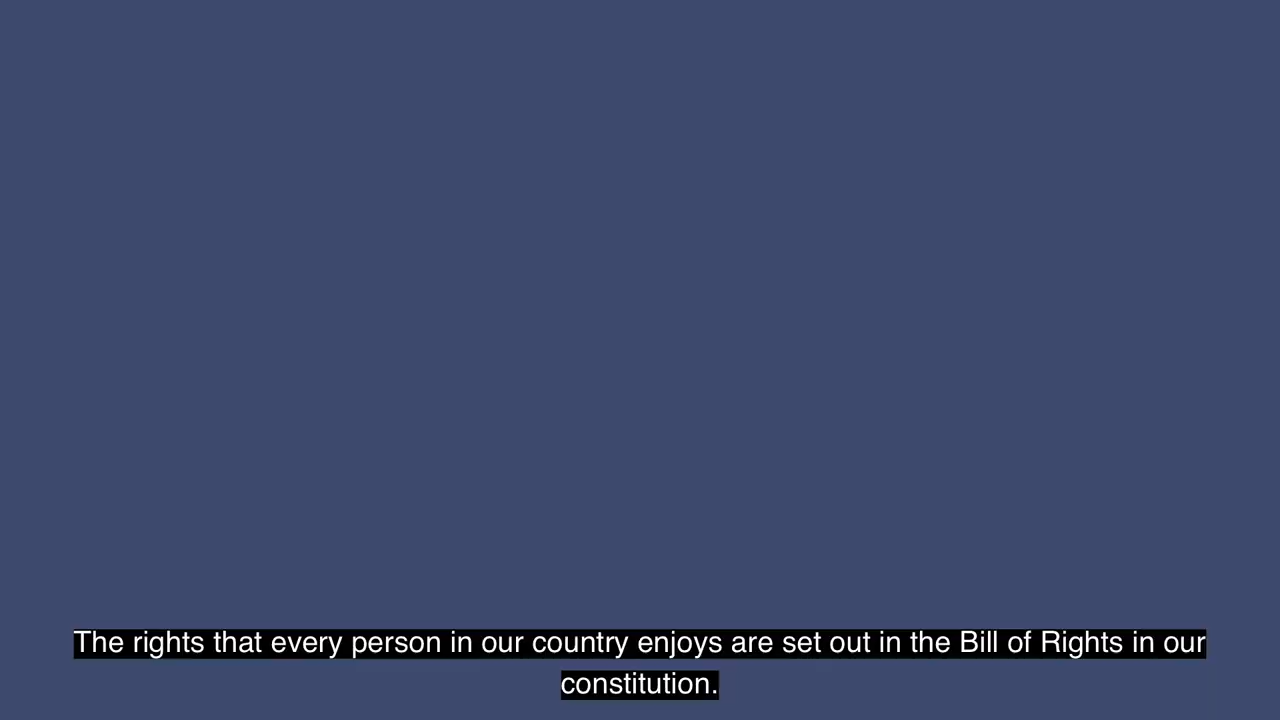 The rights that every person in our country enjoys are set out in the Bill of Rights in our
constitution.